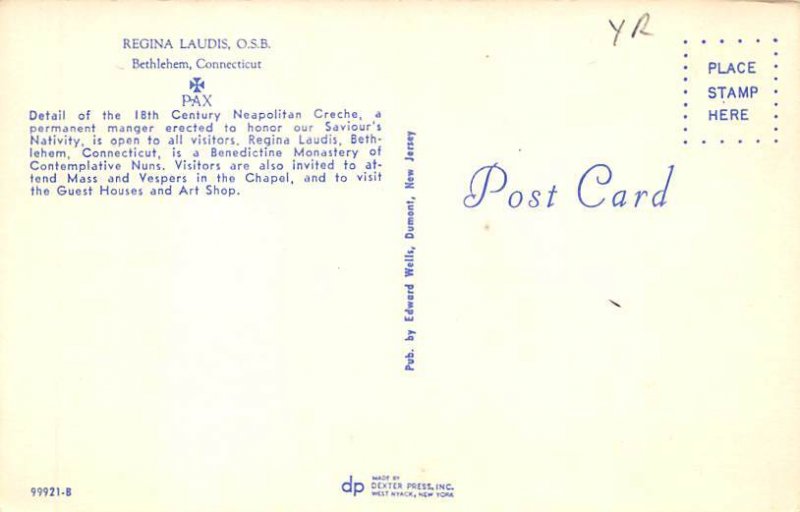 REGINA LAUDIS, O.S.B.
Bethlehem, Connecticut
PAX
Detail of the 18th Century Neapolitan Creche, a
permanent manger erected to honor our Saviour's
Nativity, is open to all visitors. Regina Laudis, Beth-
lehem, Connecticut, is a Benedictine Monastery of
Contemplative Nuns. Visitors are also invited to at-
tend Mass and Vespers in the Chapel, and to visit
the Guest Houses and Art Shop.
99921-B
Pub. by Edward Wells, Dumont, New Jersey
dp
MADE BY
DEXTER PRESS, INC.
WEST NYACK, NEW YORK
YR
PLACE
STAMP
HERE
Post Card